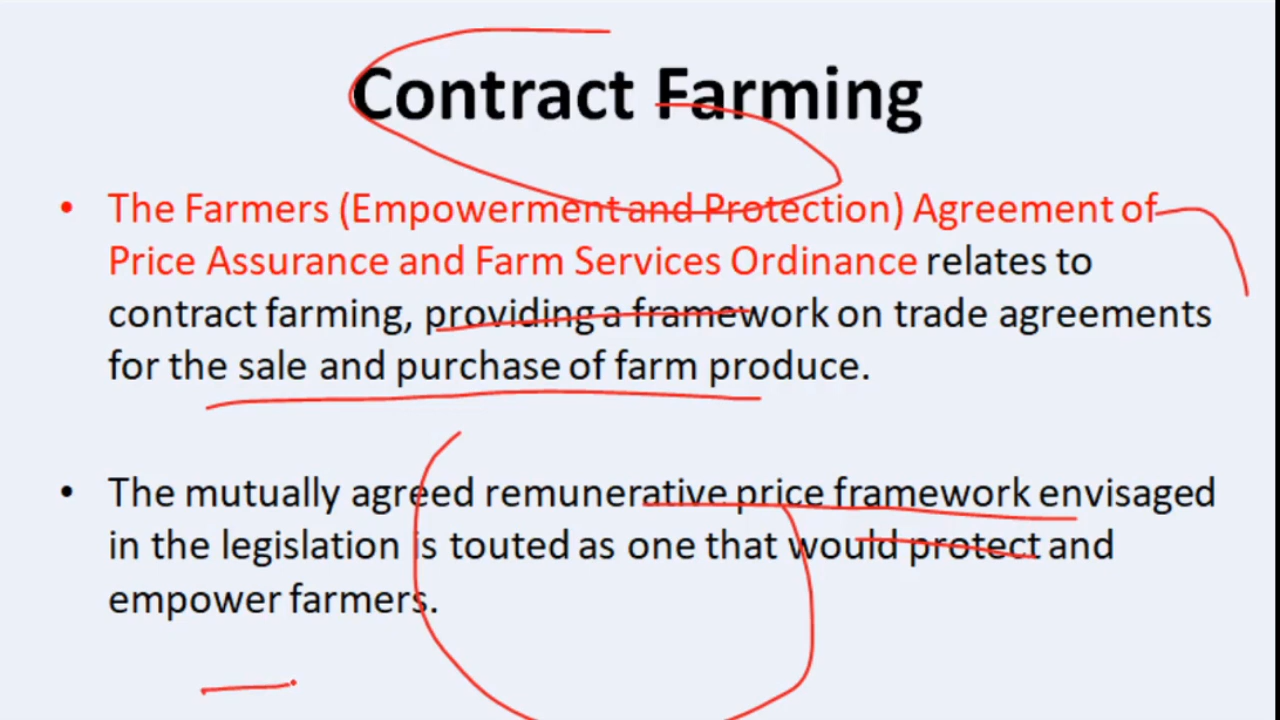 Contract Farming
• The Farmers (Empowerment and Protection) Agreement of
Price Assurance and Farm Services Ordinance relates to
contract farming, providing a framework on trade agreements
for the sale and purchase of farm produce.
• The mutually agreed remunerative price framework envisaged
in the legislation is touted as one that would protect and
empower farmers.